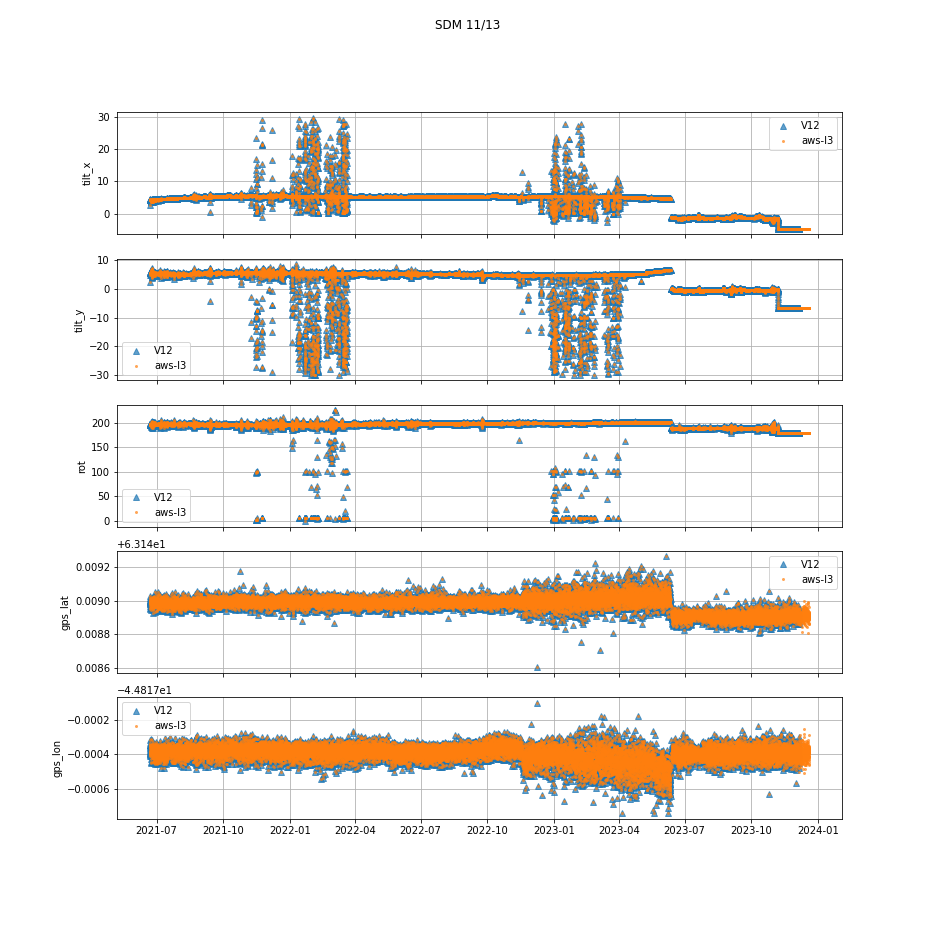 SDM 11/13
30
20
10
0
tilt_x
V12
aws-l3
10
0
−10
−20
−30
tilt_y
V12
aws-l3
200
150
100
50
0
rot
V12
aws-l3
+6.314e1
0.0092
0.0090
0.0088
0.0086
gps_lat
V12
aws-l3
−4.4817e1
−0.0002
−0.0004
−0.0006
gps_lon
V12
aws-l3
2021-07 2021-10 2022-01 2022-04 2022-07 2022-10 2023-01 2023-04 2023-07 2023-10 2024-01